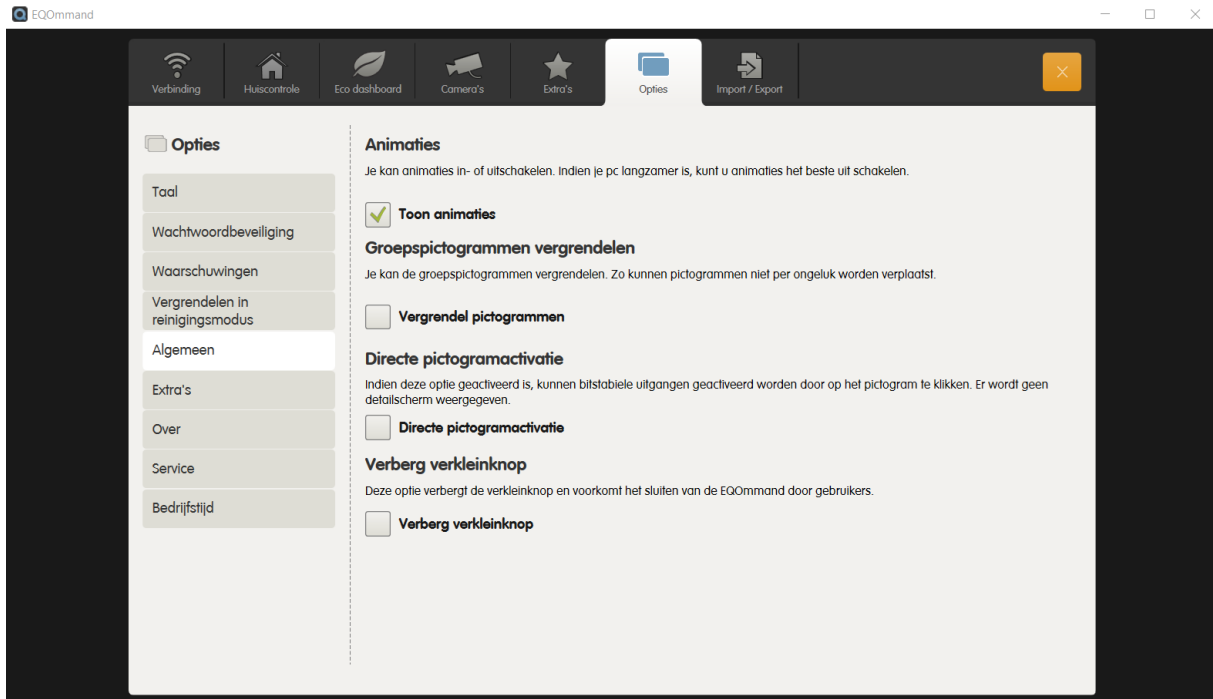 EQOmmand
Verbinding
Huiscontrole
Eco dashboard
Camera's
Extra's
Opties
Import / Export
Opties
Taal
Wachtwoordbeveiliging
Waarschuwingen
Vergrendelen in
reinigingsmodus
Algemeen
Extra's
Over
Service
Bedrijfstijd
Animaties
Je kan animaties in- of uitschakelen. Indien je pc langzamer is, kunt u animaties het beste uit schakelen.
Toon animaties
Groepspictogrammen vergrendelen
Je kan de groepspictogrammen vergrendelen. Zo kunnen pictogrammen niet per ongeluk worden verplaatst.
Vergrendel pictogrammen
Directe pictogramactivatie
Indien deze optie geactiveerd is, kunnen bitstabiele uitgangen geactiveerd worden door op het pictogram te klikken. Er wordt geen
detailscherm weergegeven.
Directe pictogramactivatie
Verberg verkleinknop
Deze optie verbergt de verkleinknop en voorkomt het sluiten van de EQOmmand door gebruikers.
Verberg verkleinknop